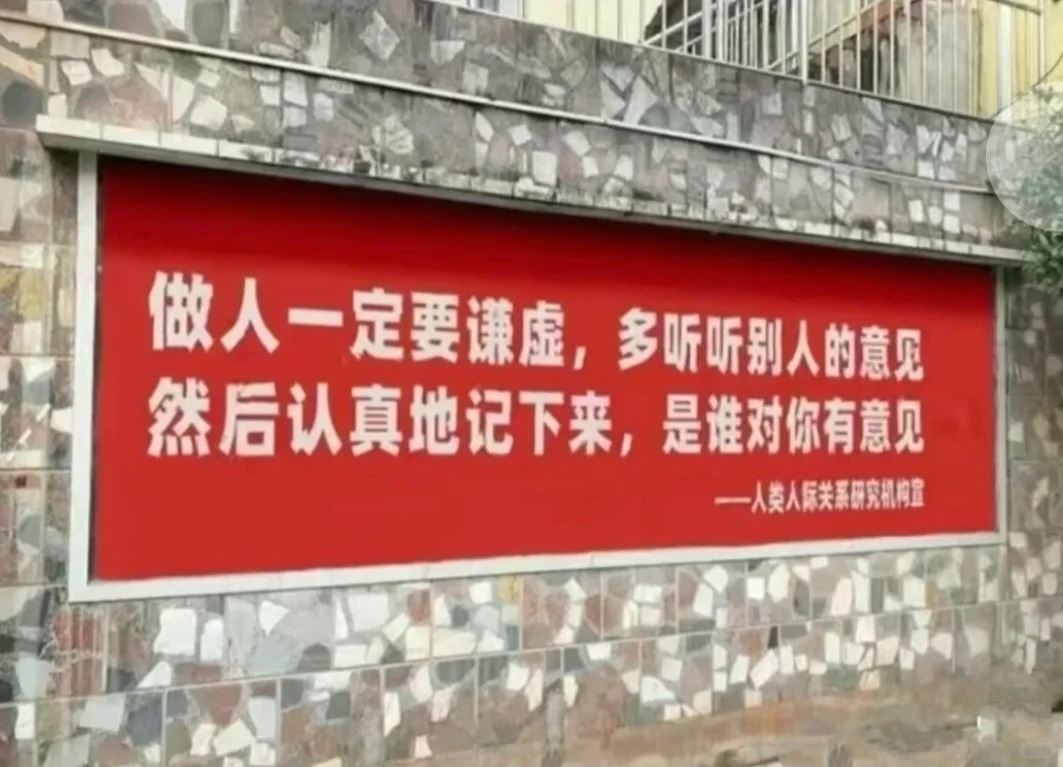 做人一定要谦虚，多听听别人的意见
然后认真地记下来，是谁对你有意见
——人类人际关系研究机构宣